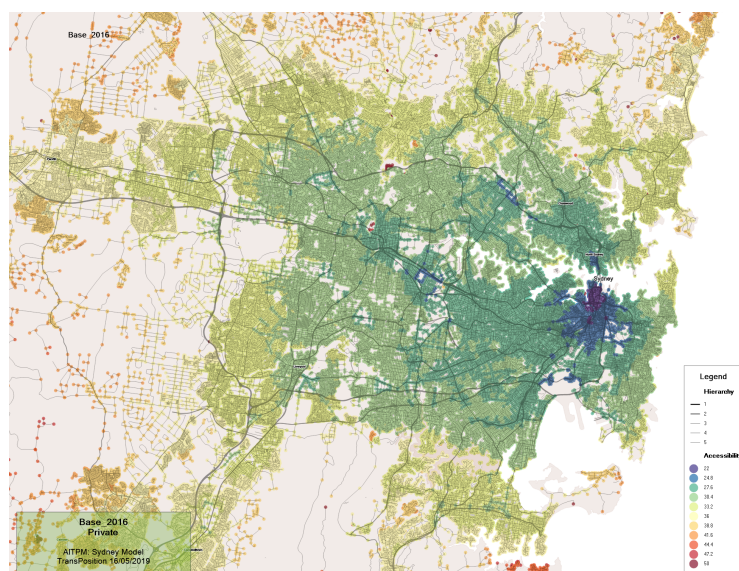 Base_2016
Sydney
Legend
Hierarchy
1
2
3
4
5
Accessibility
22
24.8
27.6
30.4
33.2
36
38.8
41.6
44.4
47.2
50
Base_2016
Private
AITPM: Sydney Model
TransPosition 16/05/2019